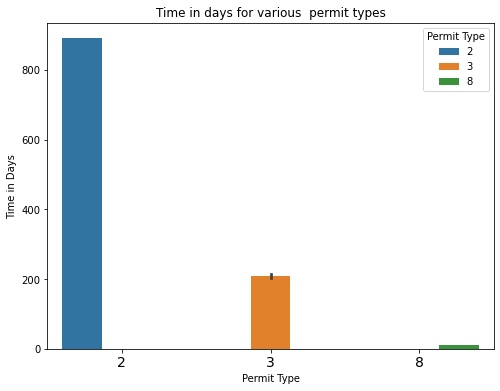 Time in days for various  permit types
Permit Type
2
3
8
800
600
400
200
0
Time in Days
2 3 8
Permit Type